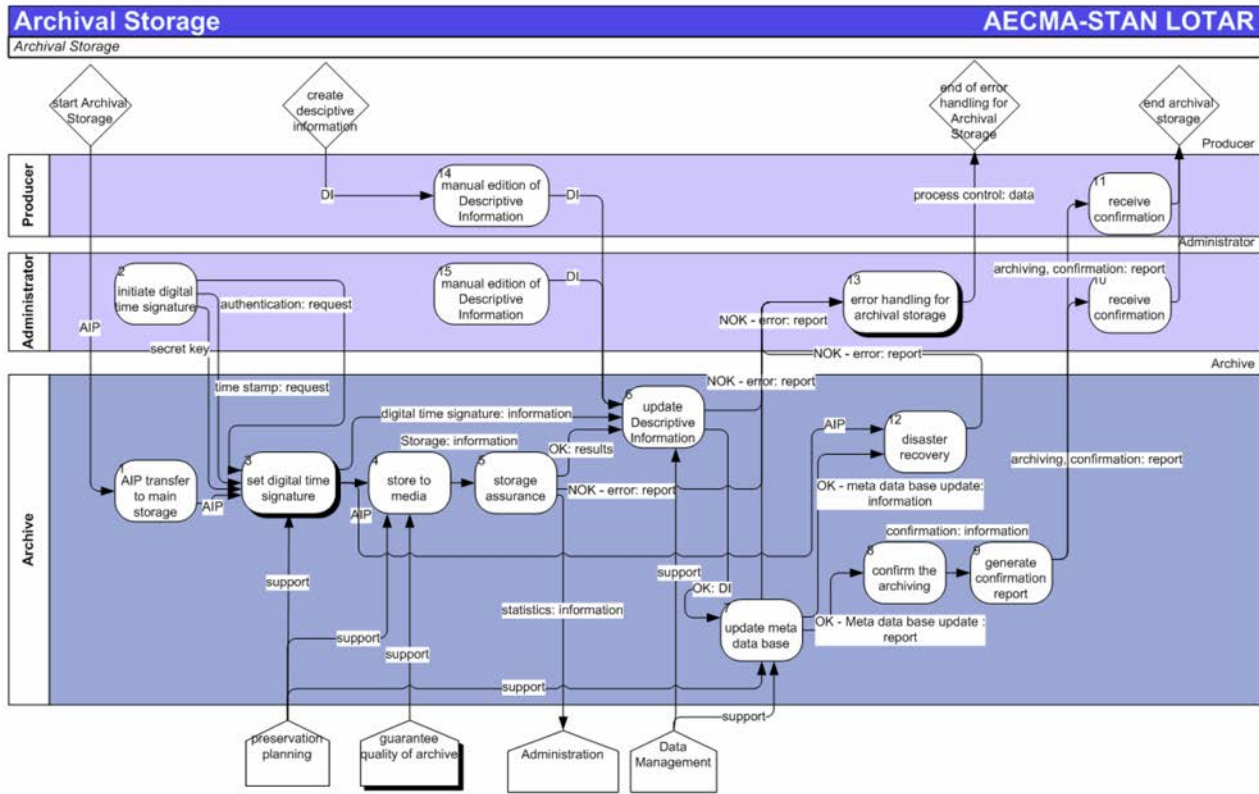 Archival Storage
AECMA-STAN LOTAR
Archival Storage
start Archival
Storage
create
desciptive
information
end of error
handling for
Archival
Storage
end archival
storage
Producer
Producer
14
manual edition of
Descriptive
Information
DI
DI
process control: data
11
receive
confirmation
Administrator
Administrator
2
initiate digital
time signature
authentication: request
15
manual edition of
Descriptive
Information
DI
archiving, confirmation: report
13
error handling for
archival storage
10
receive
confirmation
AIP
NOK - error: report
secret key
NOK - error: report
Archive
Archive
time stamp: request
NOK - error: report
6
update
Descriptive
Information
digital time signature: information
AIP
12
disaster
recovery
Storage: information
OK: results
1
AIP transfer
to main
storage
AIP
3
set digital time
signature
4
store to
media
5
storage
assurance
archiving, confirmation: report
NOK - error: report
OK - meta data base update:
information
AIP
confirmation: information
8
confirm the
archiving
9
generate
confirmation
report
support
support
OK: DI
statistics: information
7
update meta
data base
OK - Meta data base update :
report
support
support
support
support
preservation
planning
guarantee
quality of archive
Administration
Data
Management